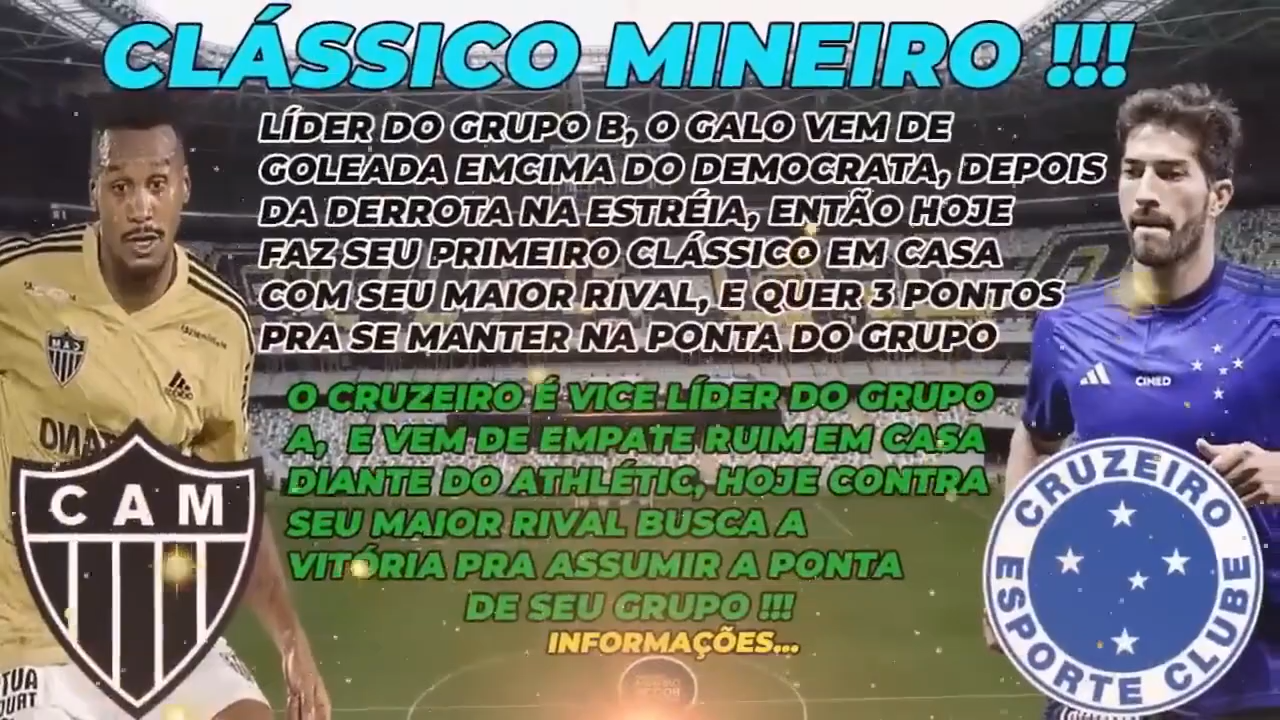 CLÁSSICO MINEIRO !!!
LÍDER DO GRUPO B, O GALO VEM DE
GOLEADA EMCIMA DO DEMOCRATA, DEPOIS
DA DERROTA NA ESTRÉIA, ENTÃO HOJE
FAZ SEU PRIMEIRO CLÁSSICO EM CASA
COM SEU MAIOR RIVAL, E QUER 3 PONTOS
PRA SE MANTER NA PONTA DO GRUPO
O CRUZEIRO É VICE LÍDER DO GRUPO
A, E VEM DE EMPATE RUIM EM CASA
DIANTE DO ATHLÉTIC, HOJE CONTRA
SEU MAIOR RIVAL BUSCA A
VITÓRIA PRA ASSUMIR A PONTA
DE SEU GRUPO !!!
INFORMAÇÕES...
CAM
CIMED
CRUZEIRO
ESPORTE CLUBE